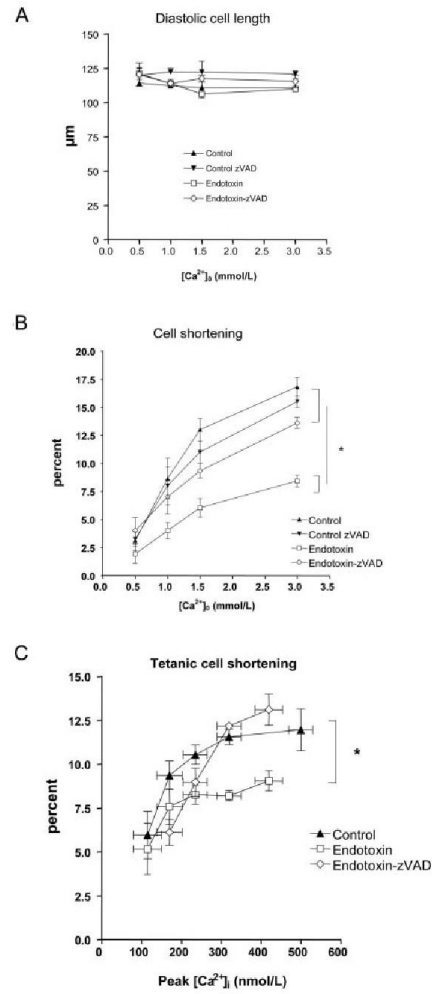 A
Diastolic cell length
150
125
100
75
50
25
0
µm
Control
Control zVAD
Endotoxin
Endotoxin-zVAD
0.0 0.5 1.0 1.5 2.0 2.5 3.0 3.5
[Ca2+]0 (mmol/L)
B
Cell shortening
20.0
17.5
15.0
12.5
10.0
7.5
5.0
2.5
0.0
percent
*
Control
Control zVAD
Endotoxin
Endotoxin-zVAD
0.0 0.5 1.0 1.5 2.0 2.5 3.0 3.5
[Ca2+]0 (mmol/L)
C
Tetanic cell shortening
15.0
12.5
10.0
7.5
5.0
2.5
0.0
percent
*
Control
Endotoxin
Endotoxin-zVAD
100 200 300 400 500 600
Peak [Ca2+]i (nmol/L)